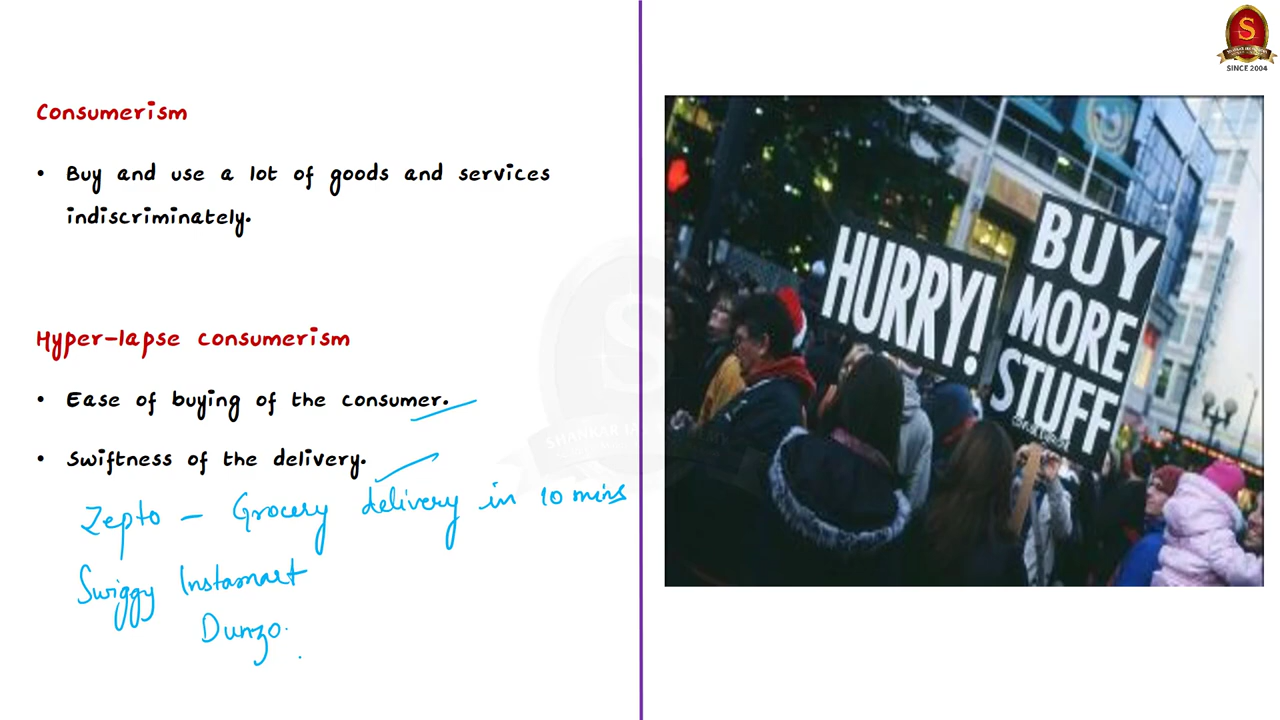 Consumerism
• Buy and use a lot of goods and services
indiscriminately.
Hyper-lapse consumerism
• Ease of buying of the consumer.
• Swiftness of the delivery.
Zepto - Grocery delivery in 10 mins
Swiggy Instamart
Dunzo.
S
SINCE 2004
HURRY!
BUY
MORE
STUFF